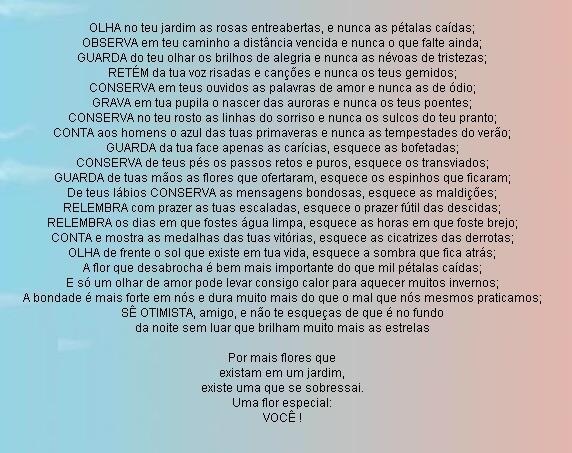 OLHA no teu jardim as rosas entreabertas, e nunca as pétalas caídas;
OBSERVA em teu caminho a distância vencida e nunca o que falte ainda;
GUARDA do teu olhar os brilhos de alegria e nunca as névoas de tristezas;
RETÉM da tua voz risadas e canções e nunca os teus gemidos;
CONSERVA em teus ouvidos as palavras de amor e nunca as de ódio;
GRAVA em tua pupila o nascer das auroras e nunca os teus poentes;
CONSERVA no teu rosto as linhas do sorriso e nunca os sulcos do teu pranto;
CONTA aos homens o azul das tuas primaveras e nunca as tempestades do verão;
GUARDA da tua face apenas as carícias, esquece as bofetadas;
CONSERVA de teus pés os passos retos e puros, esquece os transviados;
GUARDA de tuas mãos as flores que ofertaram, esquece os espinhos que ficaram;
De teus lábios CONSERVA as mensagens bondosas, esquece as maldições;
RELEMBRA com prazer as tuas escaladas, esquece o prazer fútil das descidas;
RELEMBRA os dias em que fostes água limpa, esquece as horas em que foste brejo;
CONTA e mostra as medalhas das tuas vitórias, esquece as cicatrizes das derrotas;
OLHA de frente o sol que existe em tua vida, esquece a sombra que fica atrás;
A flor que desabrocha é bem mais importante do que mil pétalas caídas;
E só um olhar de amor pode levar consigo calor para aquecer muitos invernos;
A bondade é mais forte em nós e dura muito mais do que o mal que nós mesmos praticamos;
SÊ OTIMISTA, amigo, e não te esqueças de que é no fundo
da noite sem luar que brilham muito mais as estrelas
Por mais flores que
existam em um jardim,
existe uma que se sobressai.
Uma flor especial:
VOCÊ !